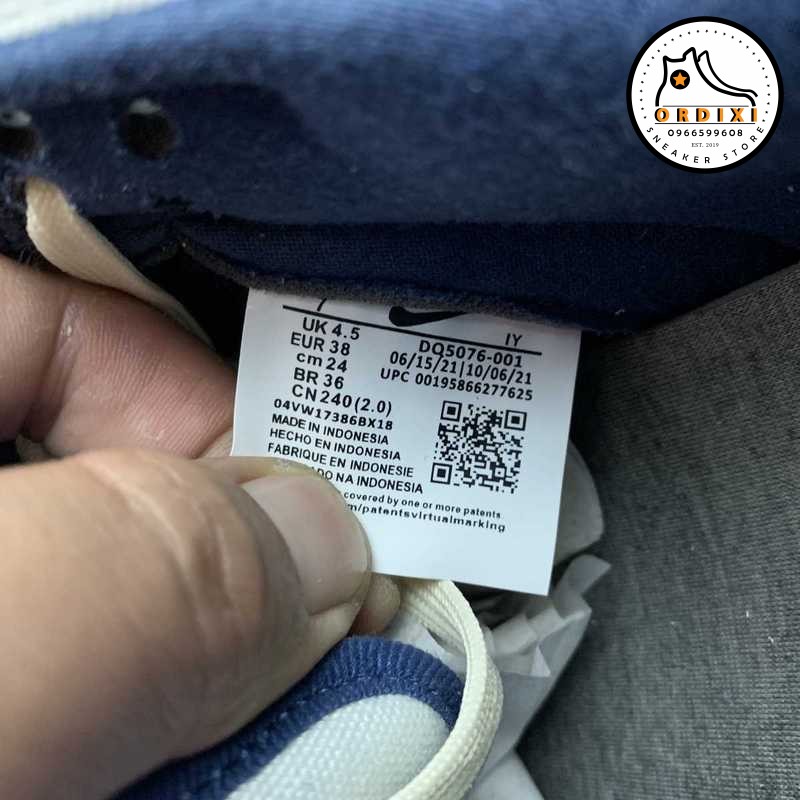 ORDIXI
0966599608
EST. 2019
SNEAKER STORE
7
IY
UK 4.5
EUR 38
cm 24
BR 36
CN 240 (2.0)
DQ5076-001
06/15/21|10/06/21
UPC 00195866277625
04VW17386BX18
MADE IN INDONESIA
HECHO EN INDONESIA
FABRIQUE EN INDONESIE
NA INDONESIA
covered by one or more patents
/patentsvirtualmarking